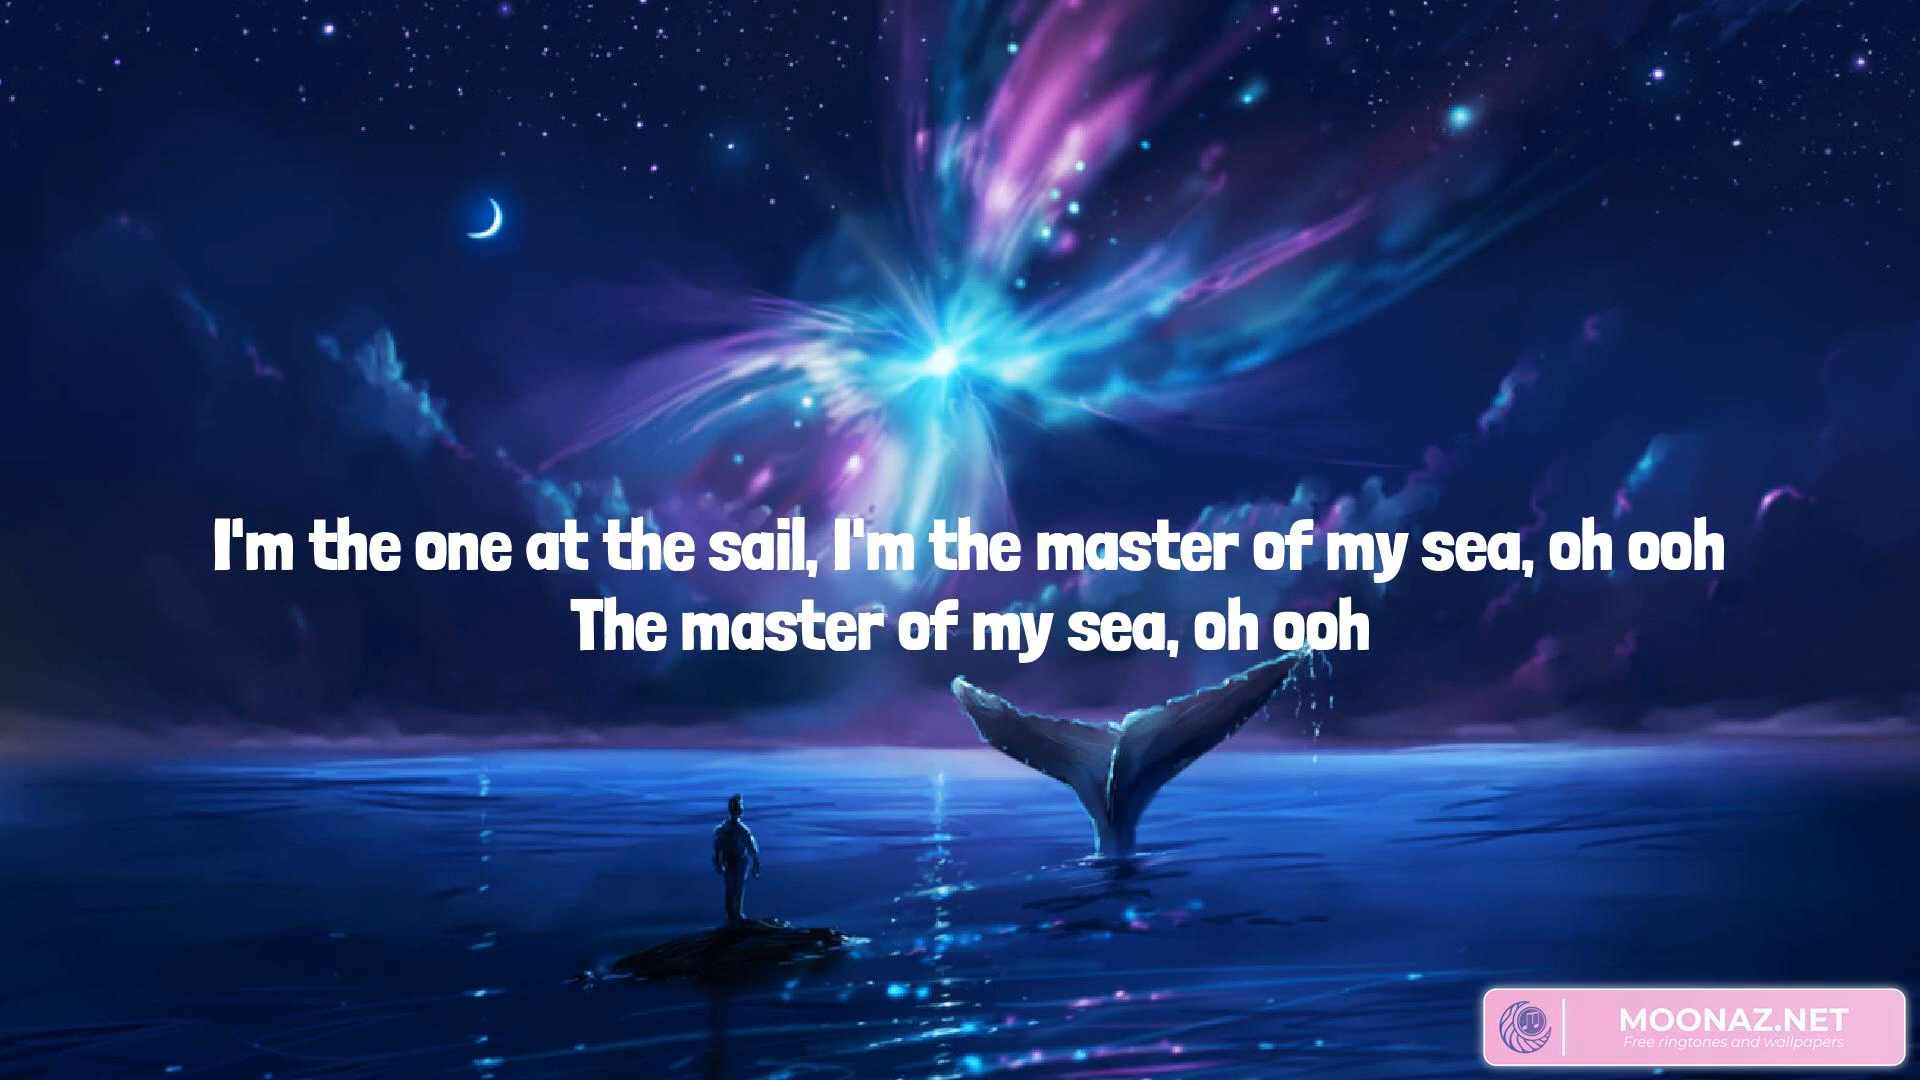 I'm the one at the sail, I'm the master of my sea, oh ooh
The master of my sea, oh ooh
MOONAZ.NET
Free ringtones and wallpapers